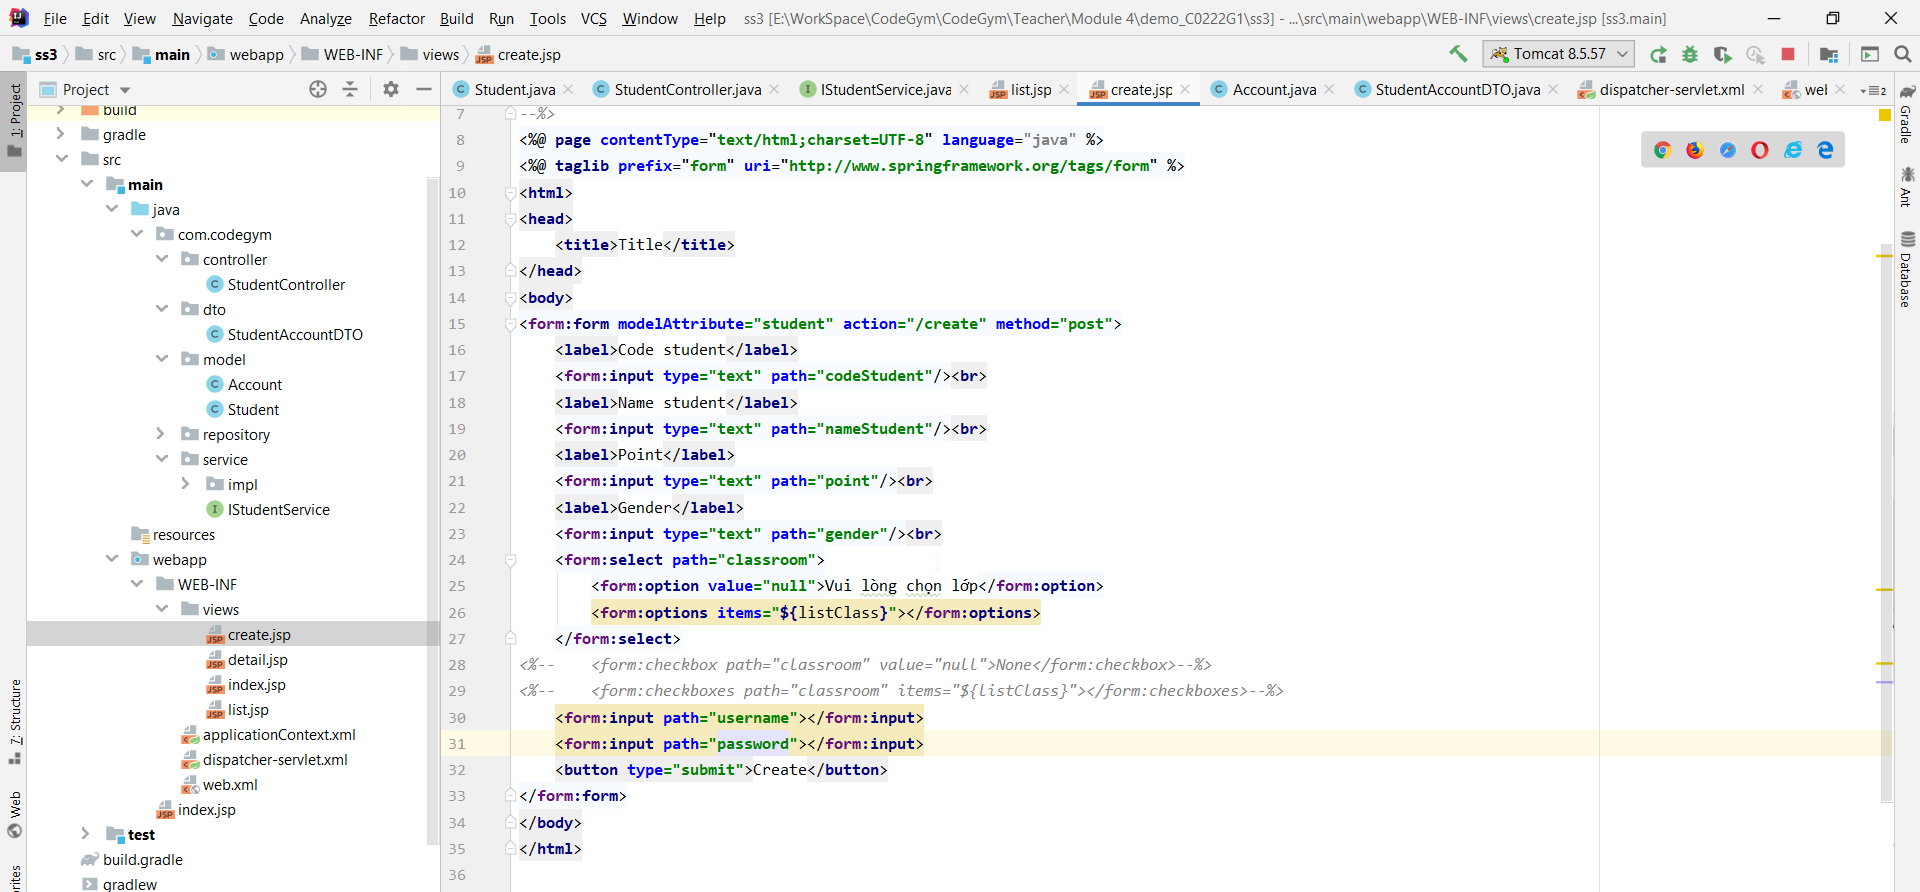 File Edit View Navigate Code Analyze Refactor Build Run Tools VCS Window Help ss3 [E:\WorkSpace\CodeGym\CodeGym\Teacher\Module 4\demo_C0222G1\ss3] - ...\src\main\webapp\WEB-INF\views\create.jsp [ss3.main]
ss3 src main webapp WEB-INF views create.jsp Tomcat 8.5.57
Project
Student.java StudentController.java IStudentService.java list.jsp create.jsp Account.java StudentAccountDTO.java dispatcher-servlet.xml web 2
1: Project
7: Structure
Web
Gradle
Ant
Database
build
gradle
src
main
java
com.codegym
controller
StudentController
dto
StudentAccountDTO
model
Account
Student
repository
service
impl
IStudentService
resources
webapp
WEB-INF
views
create.jsp
detail.jsp
index.jsp
list.jsp
applicationContext.xml
dispatcher-servlet.xml
web.xml
index.jsp
test
build.gradle
gradlew
7 --%>
8 <%@ page contentType="text/html;charset=UTF-8" language="java" %>
9 <%@ taglib prefix="form" uri="http://www.springframework.org/tags/form" %>
10 <html>
11 <head>
12 <title>Title</title>
13 </head>
14 <body>
15 <form:form modelAttribute="student" action="/create" method="post">
16 <label>Code student</label>
17 <form:input type="text" path="codeStudent"/><br>
18 <label>Name student</label>
19 <form:input type="text" path="nameStudent"/><br>
20 <label>Point</label>
21 <form:input type="text" path="point"/><br>
22 <label>Gender</label>
23 <form:input type="text" path="gender"/><br>
24 <form:select path="classroom">
25 <form:option value="null">Vui lòng chọn lớp</form:option>
26 <form:options items="${listClass}"></form:options>
27 </form:select>
28 <%-- <form:checkbox path="classroom" value="null">None</form:checkbox>--%>
29 <%-- <form:checkboxes path="classroom" items="${listClass}"></form:checkboxes>--%>
30 <form:input path="username"></form:input>
31 <form:input path="password"></form:input>
32 <button type="submit">Create</button>
33 </form:form>
34 </body>
35 </html>
36